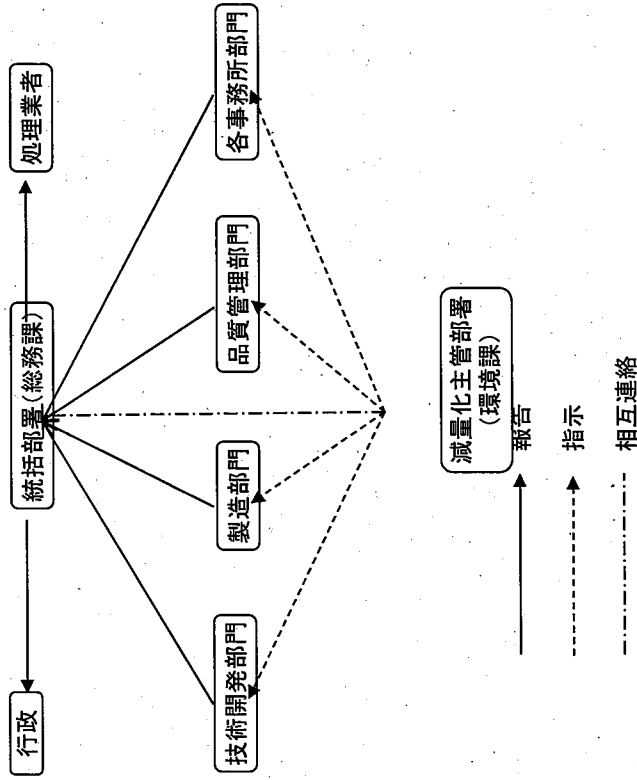 行政
統括部署(総務課)
処理業者
技術開発部門
製造部門
品質管理部門
各事務所部門
減量化主管部署
(環境課)
報告
指示
相互連絡